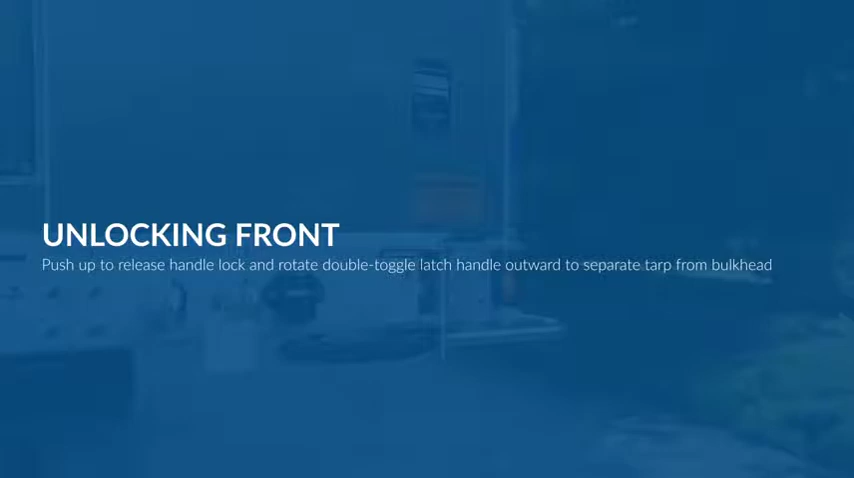 UNLOCKING FRONT
Push up to release handle lock and rotate double-toggle latch handle outward to separate tarp from bulkhead